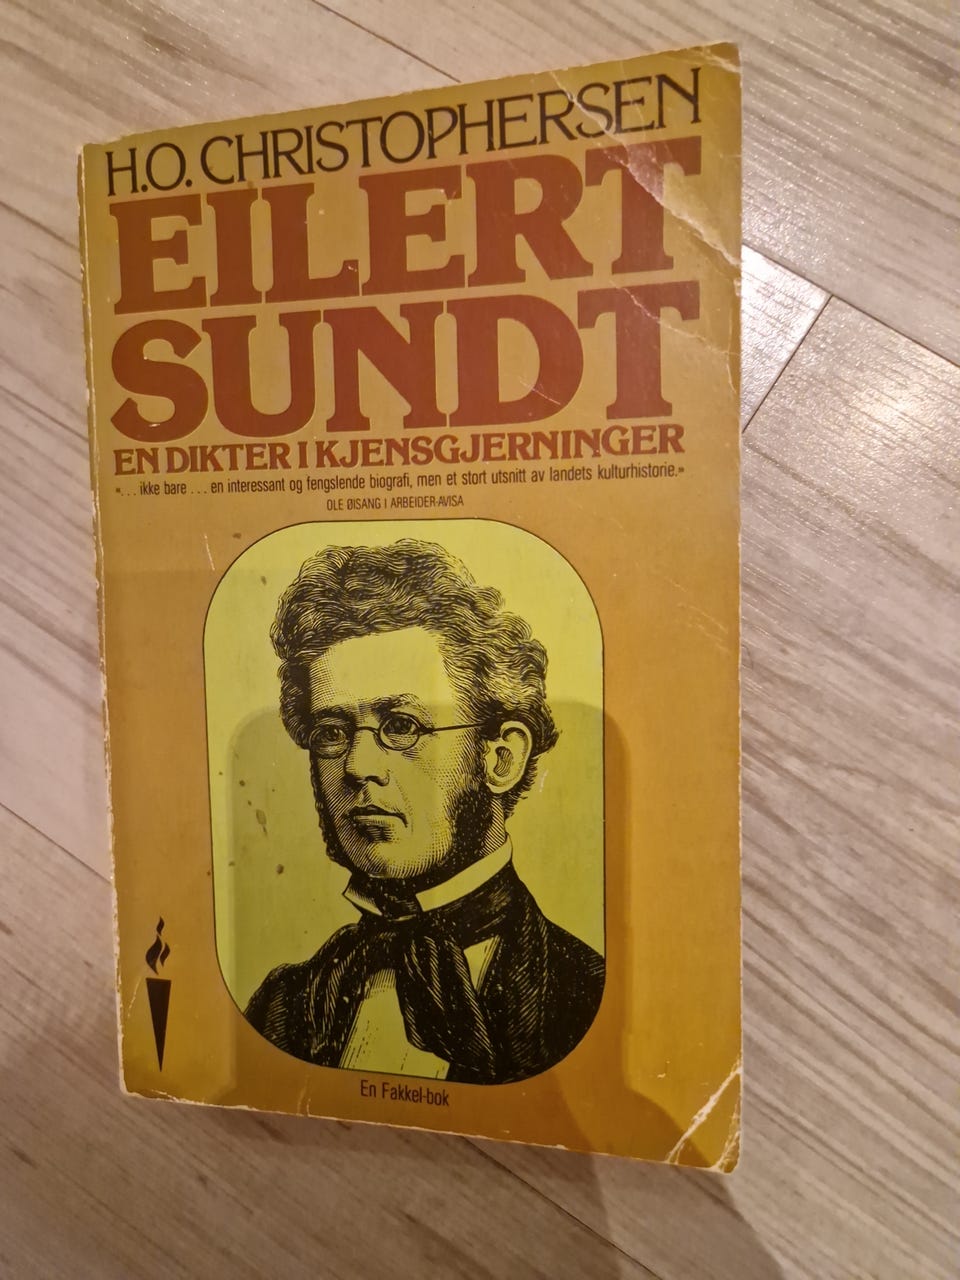 H.O. CHRISTOPHERSEN
EILERT
SUNDT
EN DIKTER I KJENSGJERNINGER
«... ikke bare ... en interessant og fengslende biografi, men et stort utsnitt av landets kulturhistorie.»
OLE ØISANG I ARBEIDER-AVISA
En Fakkel-bok